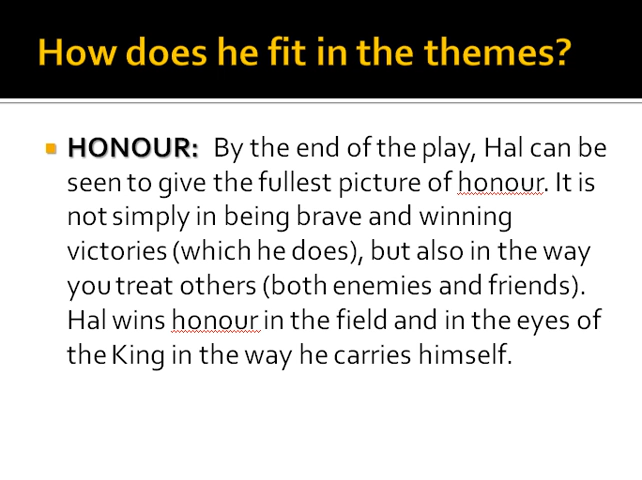 How does he fit in the themes?
HONOUR: By the end of the play, Hal can be
seen to give the fullest picture of honour. It is
not simply in being brave and winning
victories (which he does), but also in the way
you treat others (both enemies and friends).
Hal wins honour in the field and in the eyes of
the King in the way he carries himself.